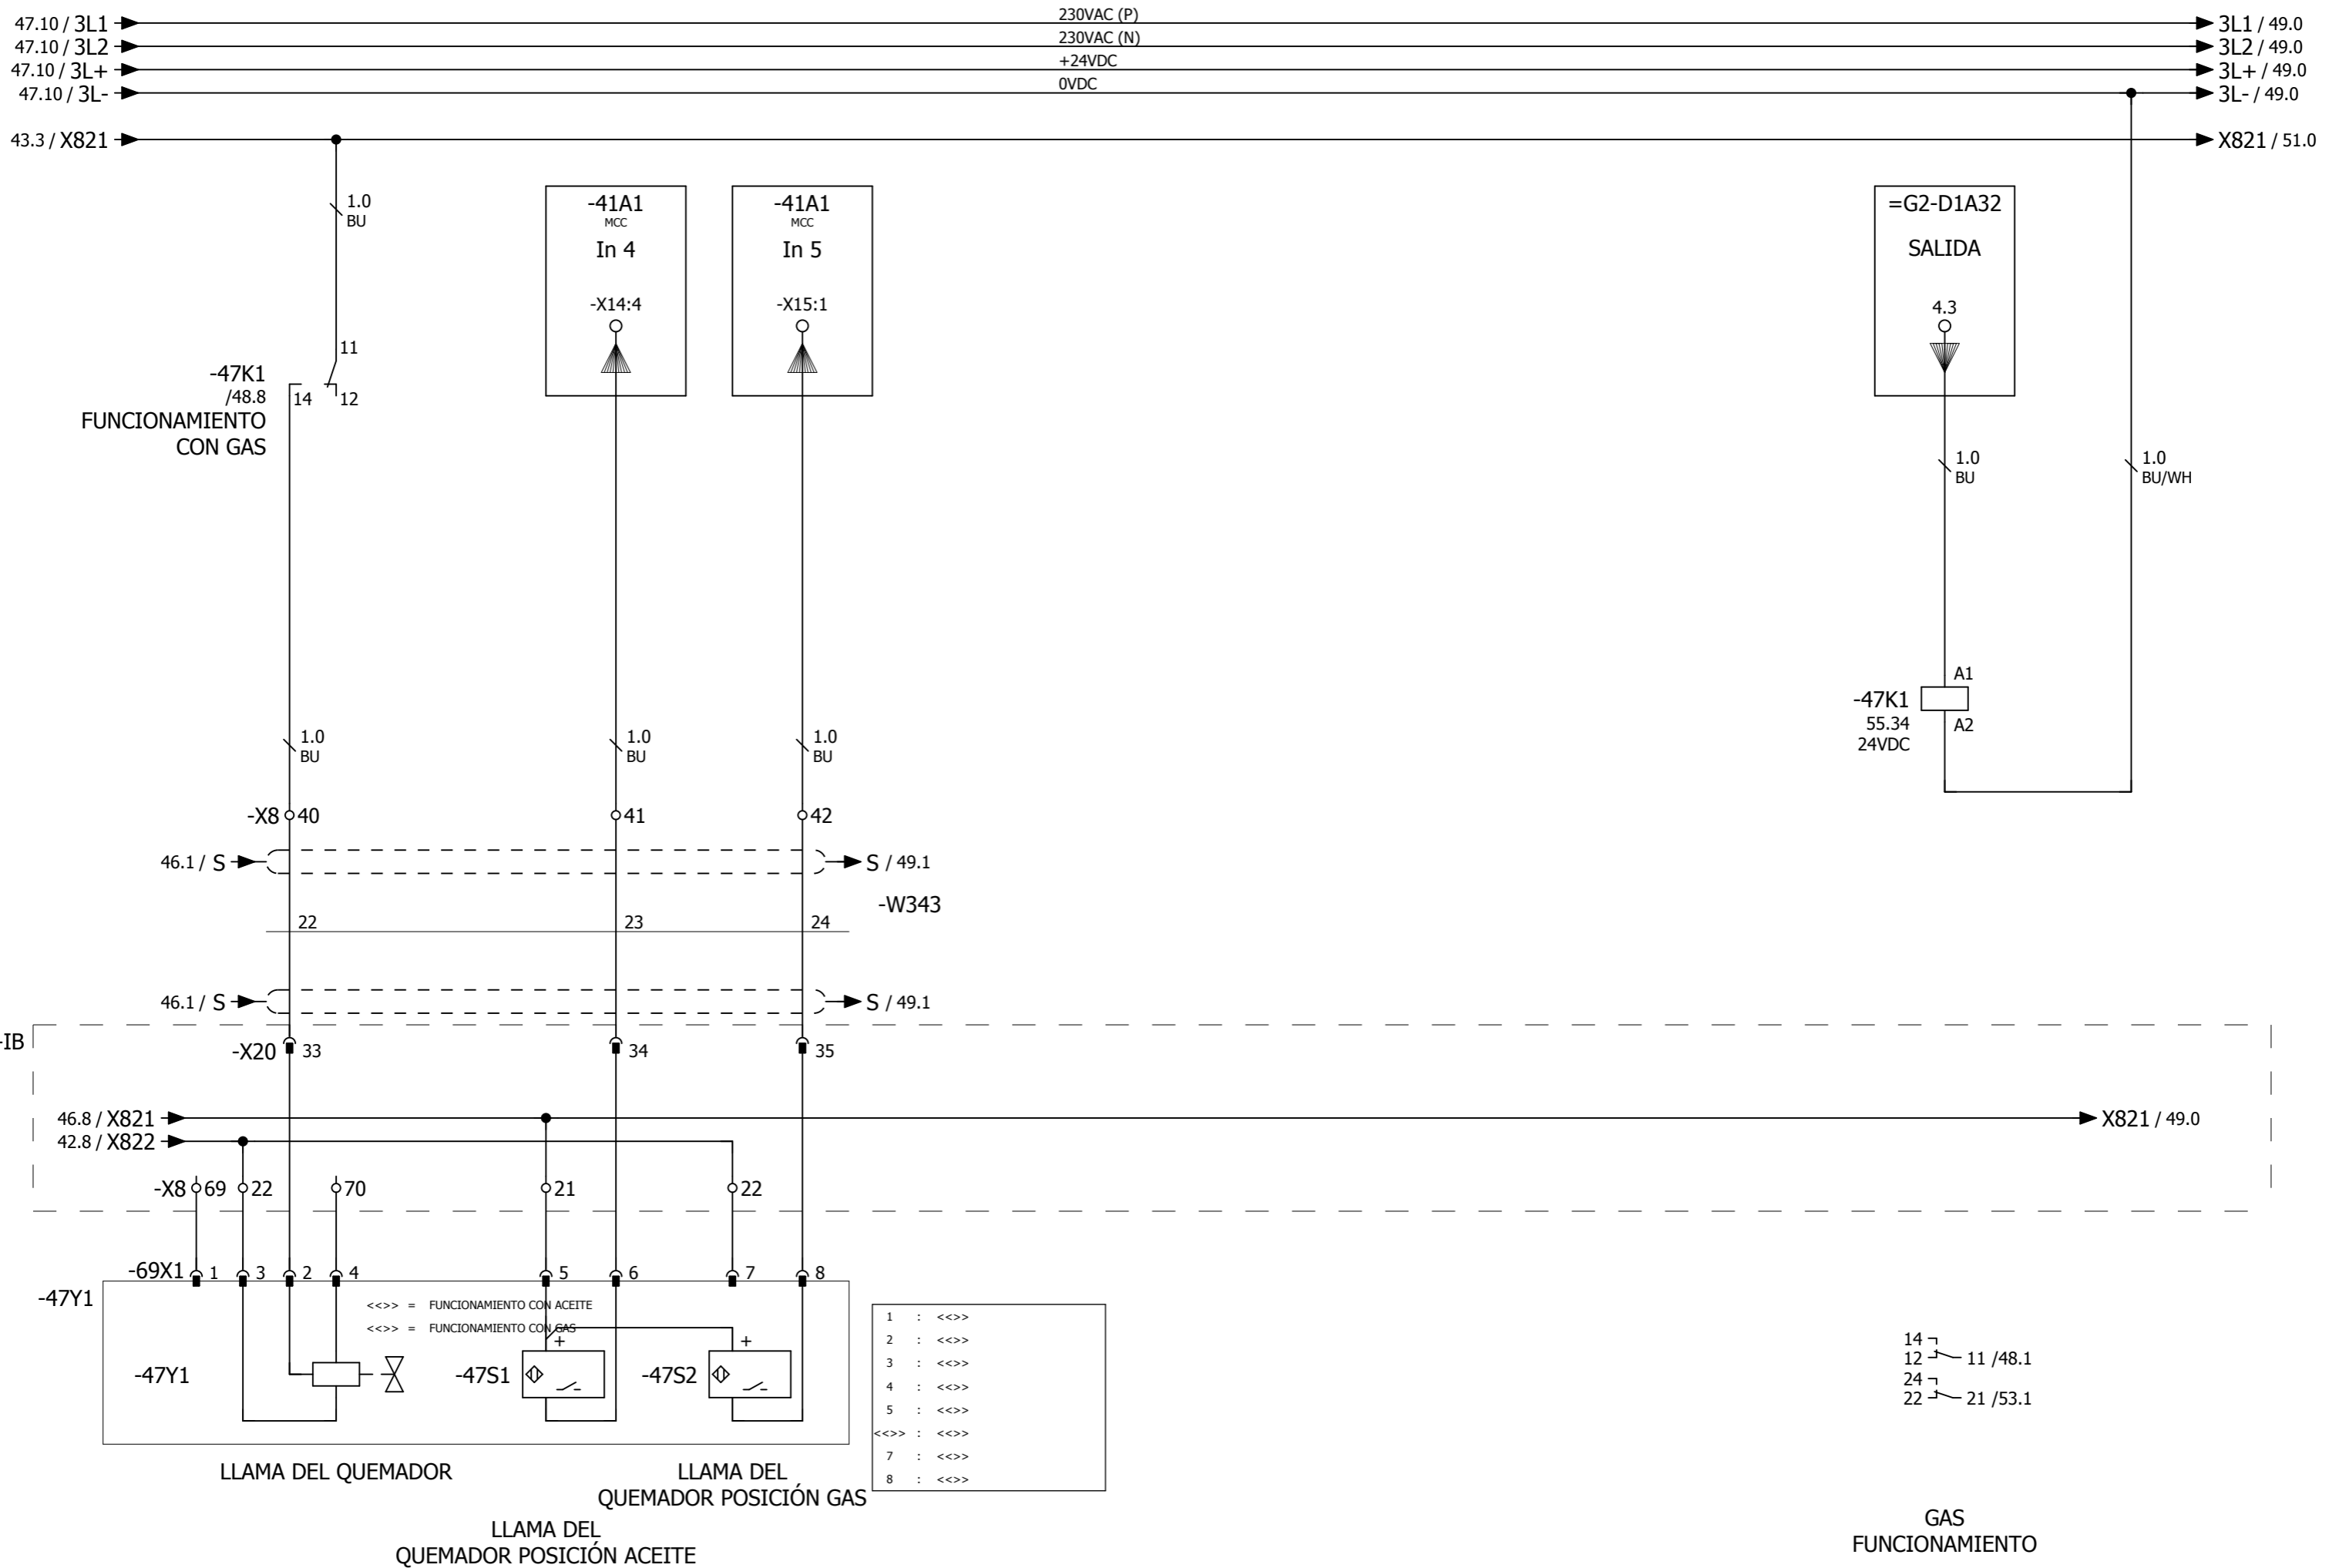 47.10 / 3L1
230VAC (P)
3L1 / 49.0
47.10 / 3L2
230VAC (N)
3L2 / 49.0
47.10 / 3L+
+24VDC
3L+ / 49.0
47.10 / 3L-
0VDC
3L- / 49.0
43.3 / X821
X821 / 51.0
1.0
BU
-41A1
MCC
In 4
-X14:4
-41A1
MCC
In 5
-X15:1
=G2-D1A32
SALIDA
4.3
11
-47K1
/48.8
14
12
FUNCIONAMIENTO
CON GAS
1.0
BU
1.0
BU/WH
A1
-47K1
55.34
24VDC
A2
1.0
BU
1.0
BU
1.0
BU
-X8
40
41
42
46.1 / S
S / 49.1
-W343
22
23
24
46.1 / S
S / 49.1
-IB
-X20
33
34
35
46.8 / X821
X821 / 49.0
42.8 / X822
-X8
69
22
70
21
22
-69X1
1
3
2
4
5
6
7
8
-47Y1
<<>> = FUNCIONAMIENTO CON ACEITE
<<>> = FUNCIONAMIENTO CON GAS
+
+
-47Y1
-47S1
-47S2
1 : <<>>
2 : <<>>
3 : <<>>
4 : <<>>
5 : <<>>
<<>> : <<>>
7 : <<>>
8 : <<>>
14
12
11 /48.1
24
22
21 /53.1
LLAMA DEL QUEMADOR
LLAMA DEL
QUEMADOR POSICIÓN GAS
LLAMA DEL
QUEMADOR POSICIÓN ACEITE
GAS
FUNCIONAMIENTO